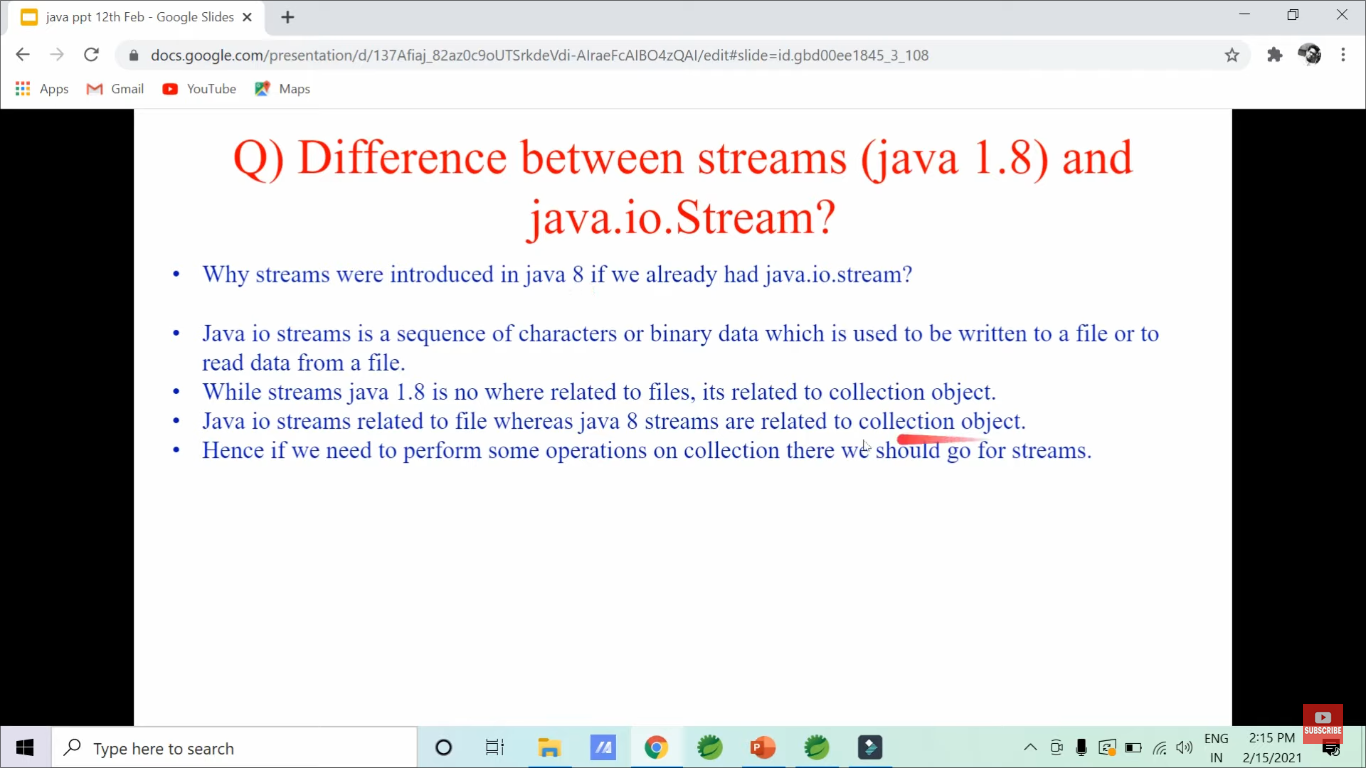 java ppt 12th Feb - Google Slides
docs.google.com/presentation/d/137Afiaj_82az0c9oUTSrkdeVdi-AIraeFcAIBO4zQAI/edit#slide=id.gbd00ee1845_3_108
Apps Gmail YouTube Maps
Q) Difference between streams (java 1.8) and
java.io.Stream?
• Why streams were introduced in java 8 if we already had java.io.stream?
• Java io streams is a sequence of characters or binary data which is used to be written to a file or to
read data from a file.
• While streams java 1.8 is no where related to files, its related to collection object.
• Java io streams related to file whereas java 8 streams are related to collection object.
• Hence if we need to perform some operations on collection there we should go for streams.
SUBSCRIBE
Type here to search
ENG
IN
2:15 PM
2/15/2021